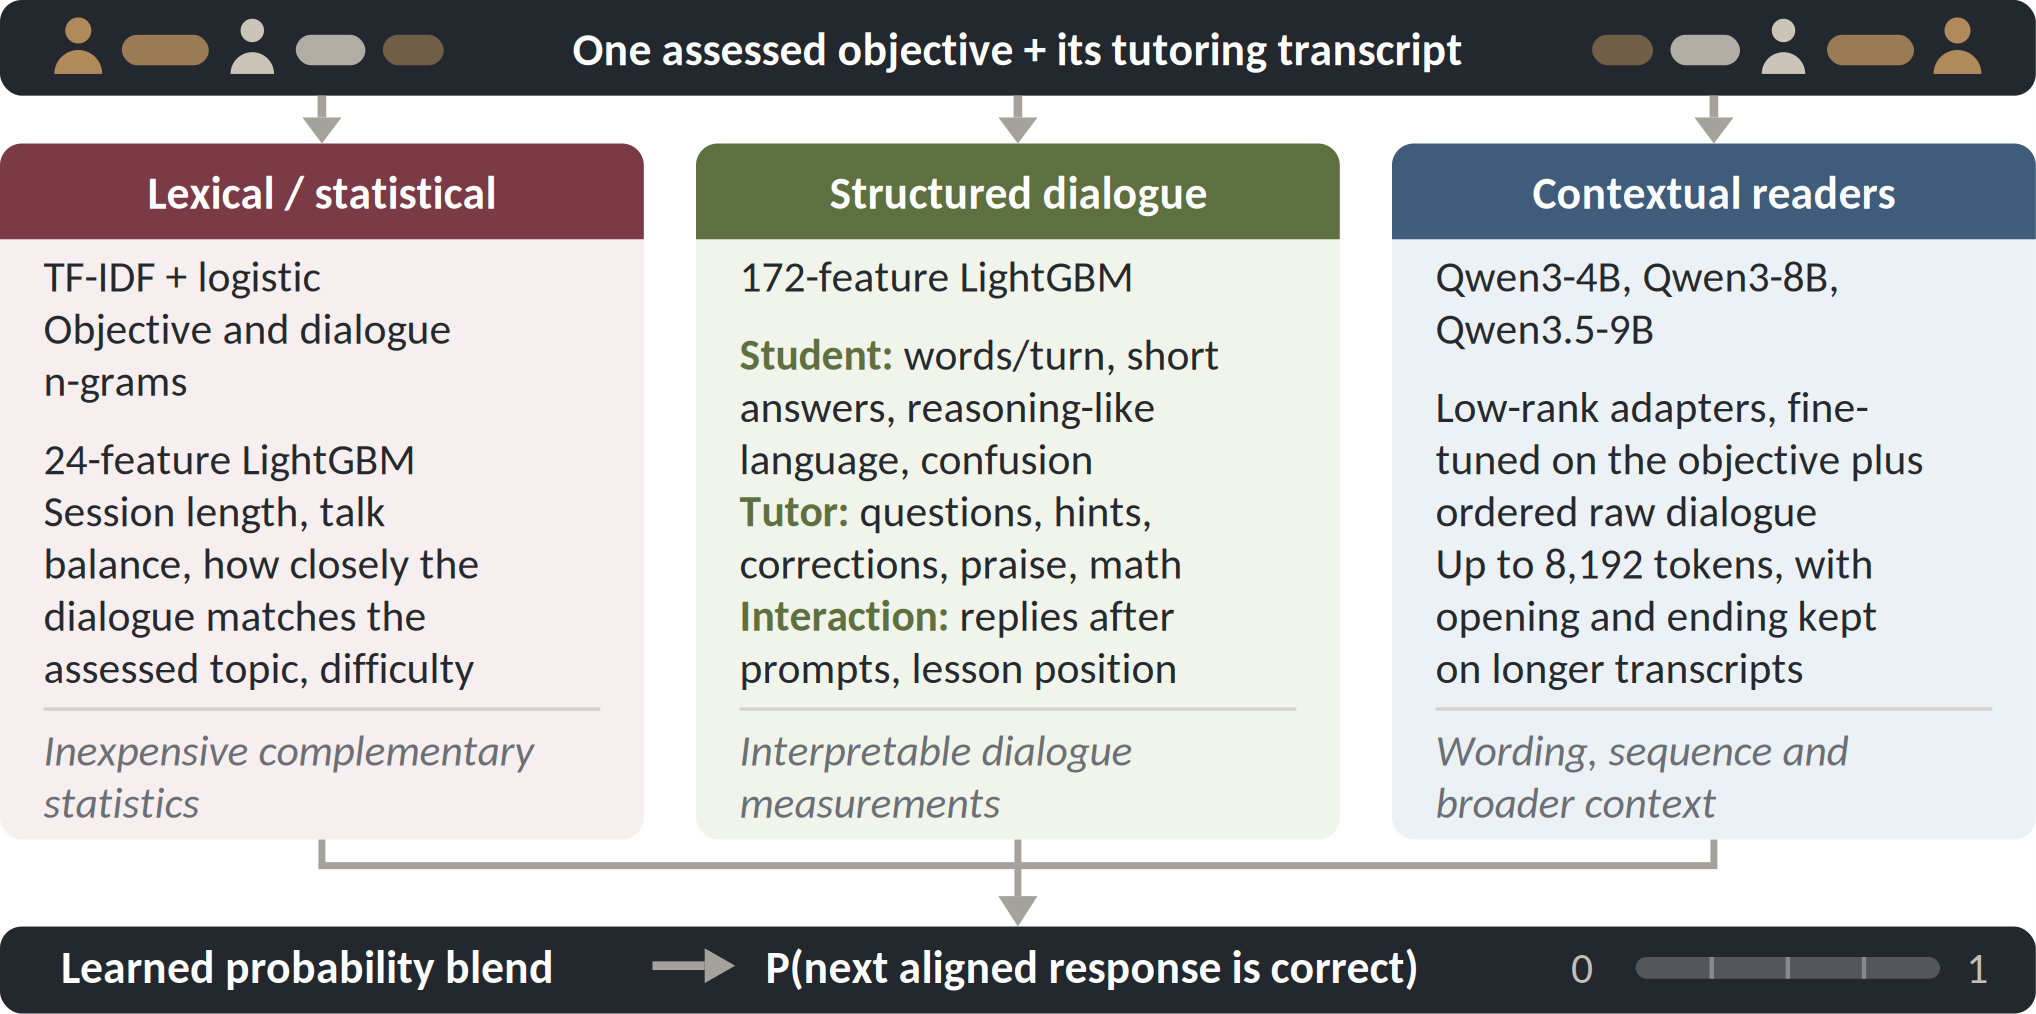 One assessed objective + its tutoring transcript
Lexical / statistical
TF-IDF + logistic
Objective and dialogue
n-grams
24-feature LightGBM
Session length, talk
balance, how closely the
dialogue matches the
assessed topic, difficulty
Inexpensive complementary
statistics
Structured dialogue
172-feature LightGBM
Student: words/turn, short
answers, reasoning-like
language, confusion
Tutor: questions, hints,
corrections, praise, math
Interaction: replies after
prompts, lesson position
Interpretable dialogue
measurements
Contextual readers
Qwen3-4B, Qwen3-8B,
Qwen3.5-9B
Low-rank adapters, fine-
tuned on the objective plus
ordered raw dialogue
Up to 8,192 tokens, with
opening and ending kept
on longer transcripts
Wording, sequence and
broader context
Learned probability blend
P(next aligned response is correct)
0 1